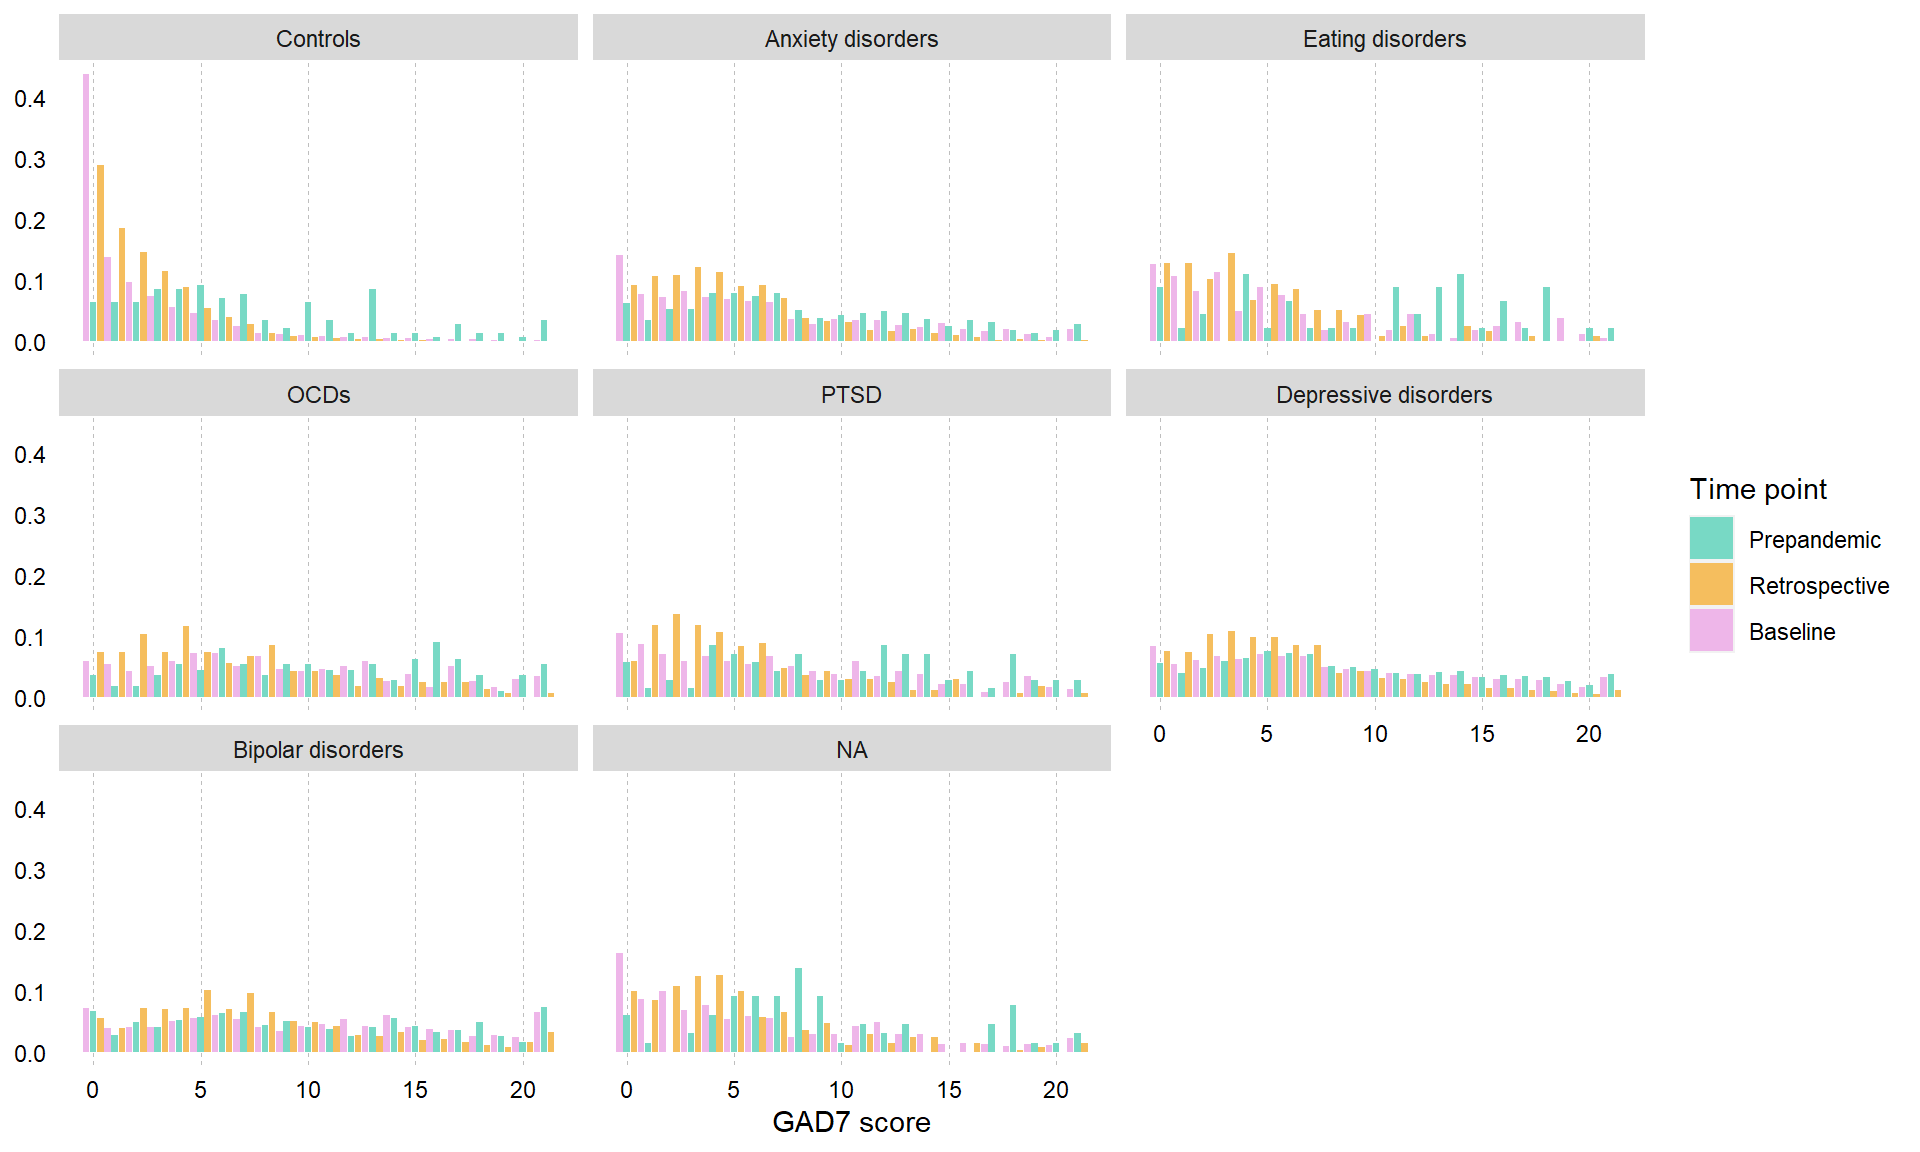 Controls
Anxiety disorders
Eating disorders
0.4
0.3
0.2
0.1
0.0
OCDs
PTSD
Depressive disorders
0.4
0.3
0.2
0.1
0.0
0 5 10 15 20
Bipolar disorders
NA
0.4
0.3
0.2
0.1
0.0
0 5 10 15 20
0 5 10 15 20
GAD7 score
Time point
Prepandemic
Retrospective
Baseline